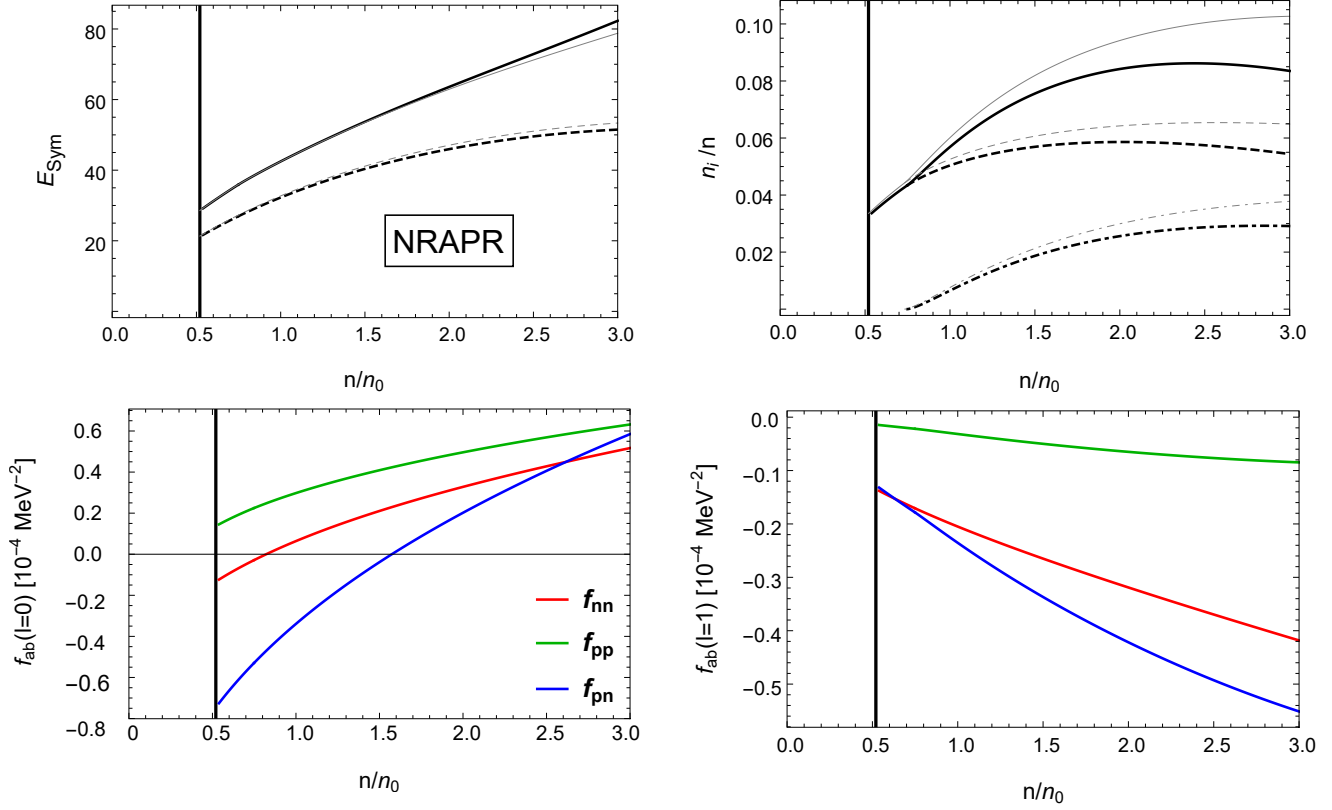 80
60
40
20
E_Sym
NRAPR
0.0 0.5 1.0 1.5 2.0 2.5 3.0
n/n_0
0.10
0.08
0.06
0.04
0.02
n_i /n
0.0 0.5 1.0 1.5 2.0 2.5 3.0
n/n_0
0.6
0.4
0.2
0.0
−0.2
−0.4
−0.6
−0.8
f_ab(l=0) [10^−4 MeV^−2]
f_nn
f_pp
f_pn
0.0 0.5 1.0 1.5 2.0 2.5 3.0
n/n_0
0.0
−0.1
−0.2
−0.3
−0.4
−0.5
f_ab(l=1) [10^−4 MeV^−2]
0.0 0.5 1.0 1.5 2.0 2.5 3.0
n/n_0